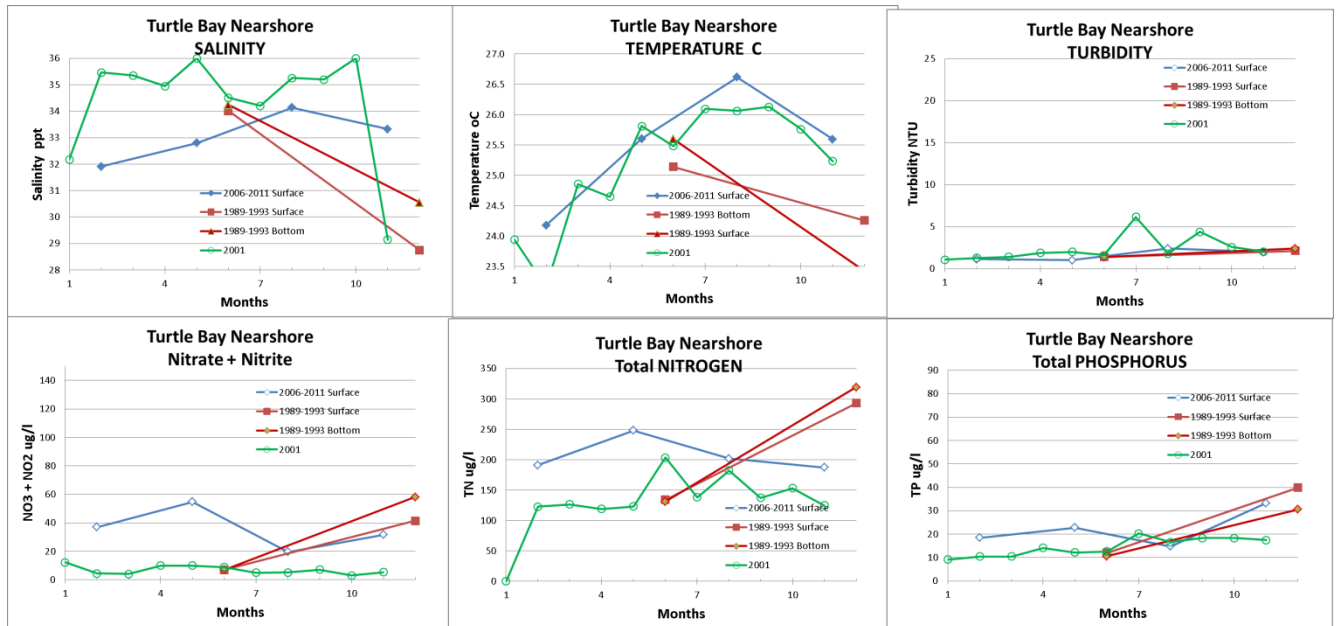 Turtle Bay Nearshore
SALINITY
36
35
34
33
32
31
30
29
28
Salinity ppt
2006-2011 Surface
1989-1993 Surface
1989-1993 Bottom
2001
1 4 7 10
Months
Turtle Bay Nearshore
TEMPERATURE C
27.0
26.5
26.0
25.5
25.0
24.5
24.0
23.5
Temperature oC
2006-2011 Surface
1989-1993 Surface
1989-1993 Surface
2001
1 4 7 10
Months
Turtle Bay Nearshore
TURBIDITY
25
20
15
10
5
0
Turbidity NTU
2006-2011 Surface
1989-1993 Surface
1989-1993 Bottom
2001
1 4 7 10
Months
Turtle Bay Nearshore
Nitrate + Nitrite
140
120
100
80
60
40
20
0
NO3 + NO2 ug/l
2006-2011 Surface
1989-1993 Surface
1989-1993 Bottom
2001
1 4 7 10
Months
Turtle Bay Nearshore
Total NITROGEN
350
300
250
200
150
100
50
0
TN ug/l
2006-2011 Surface
1989-1993 Surface
1989-1993 Bottom
2001
1 4 7 10
Months
Turtle Bay Nearshore
Total PHOSPHORUS
90
80
70
60
50
40
30
20
10
0
TP ug/l
2006-2011 Surface
1989-1993 Surface
1989-1993 Bottom
2001
1 4 7 10
Months